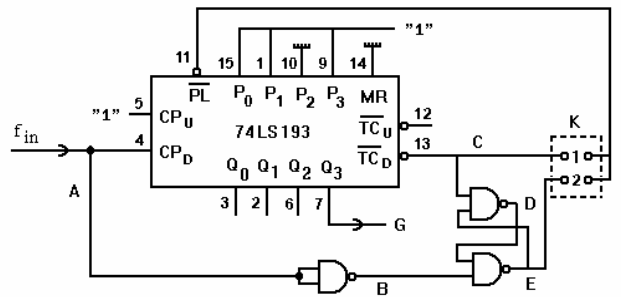 11 15 1 10 9 14 "1"
PL P0 P1 P2 P3 MR
"1" 5 CPU TCU 12 K
74LS193
fin 4 CPD TCD 13 C 1
Q0 Q1 Q2 Q3 2
A 3 2 6 7 G D
B E